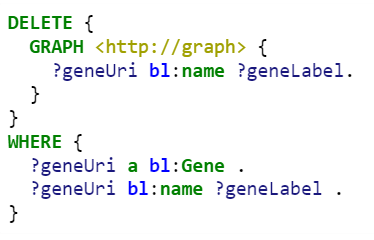 DELETE {
  GRAPH <http://graph> {
    ?geneUri bl:name ?geneLabel.
  }
}
WHERE {
  ?geneUri a bl:Gene .
  ?geneUri bl:name ?geneLabel .
}